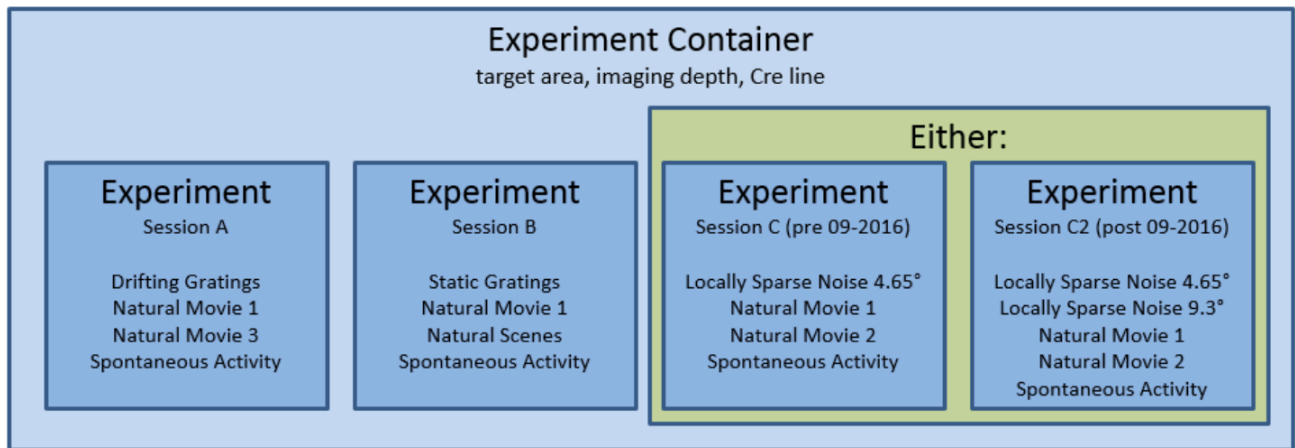 Experiment Container
target area, imaging depth, Cre line
Either:
Experiment
Session A
Drifting Gratings
Natural Movie 1
Natural Movie 3
Spontaneous Activity
Experiment
Session B
Static Gratings
Natural Movie 1
Natural Scenes
Spontaneous Activity
Experiment
Session C (pre 09-2016)
Locally Sparse Noise 4.65°
Natural Movie 1
Natural Movie 2
Spontaneous Activity
Experiment
Session C2 (post 09-2016)
Locally Sparse Noise 4.65°
Locally Sparse Noise 9.3°
Natural Movie 1
Natural Movie 2
Spontaneous Activity